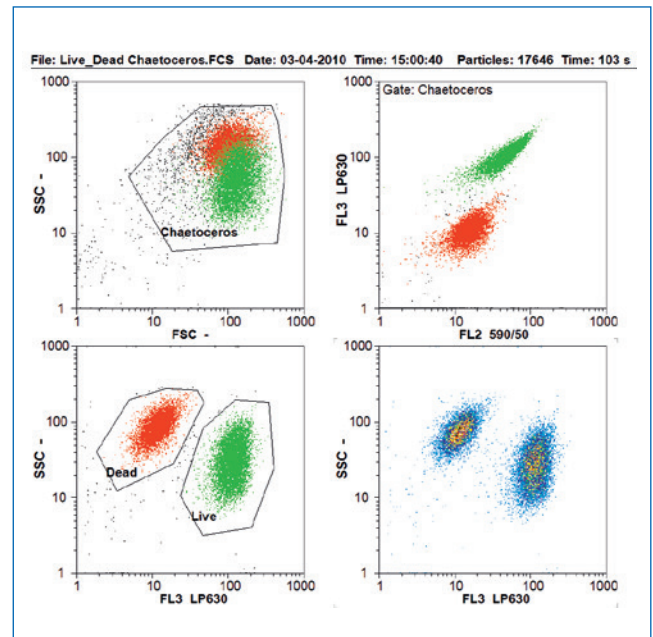 File: Live_Dead Chaetoceros.FCS Date: 03-04-2010 Time: 15:00:40 Particles: 17646 Time: 103 s
1000
100
10
1
SSC -
Chaetoceros
1 10 100 1000
FSC -
Gate: Chaetoceros
1000
100
10
1
FL3 LP630
1 10 100 1000
FL2 590/50
1000
100
10
1
SSC -
Dead
Live
1 10 100 1000
FL3 LP630
1000
100
10
1
SSC -
1 10 100 1000
FL3 LP630